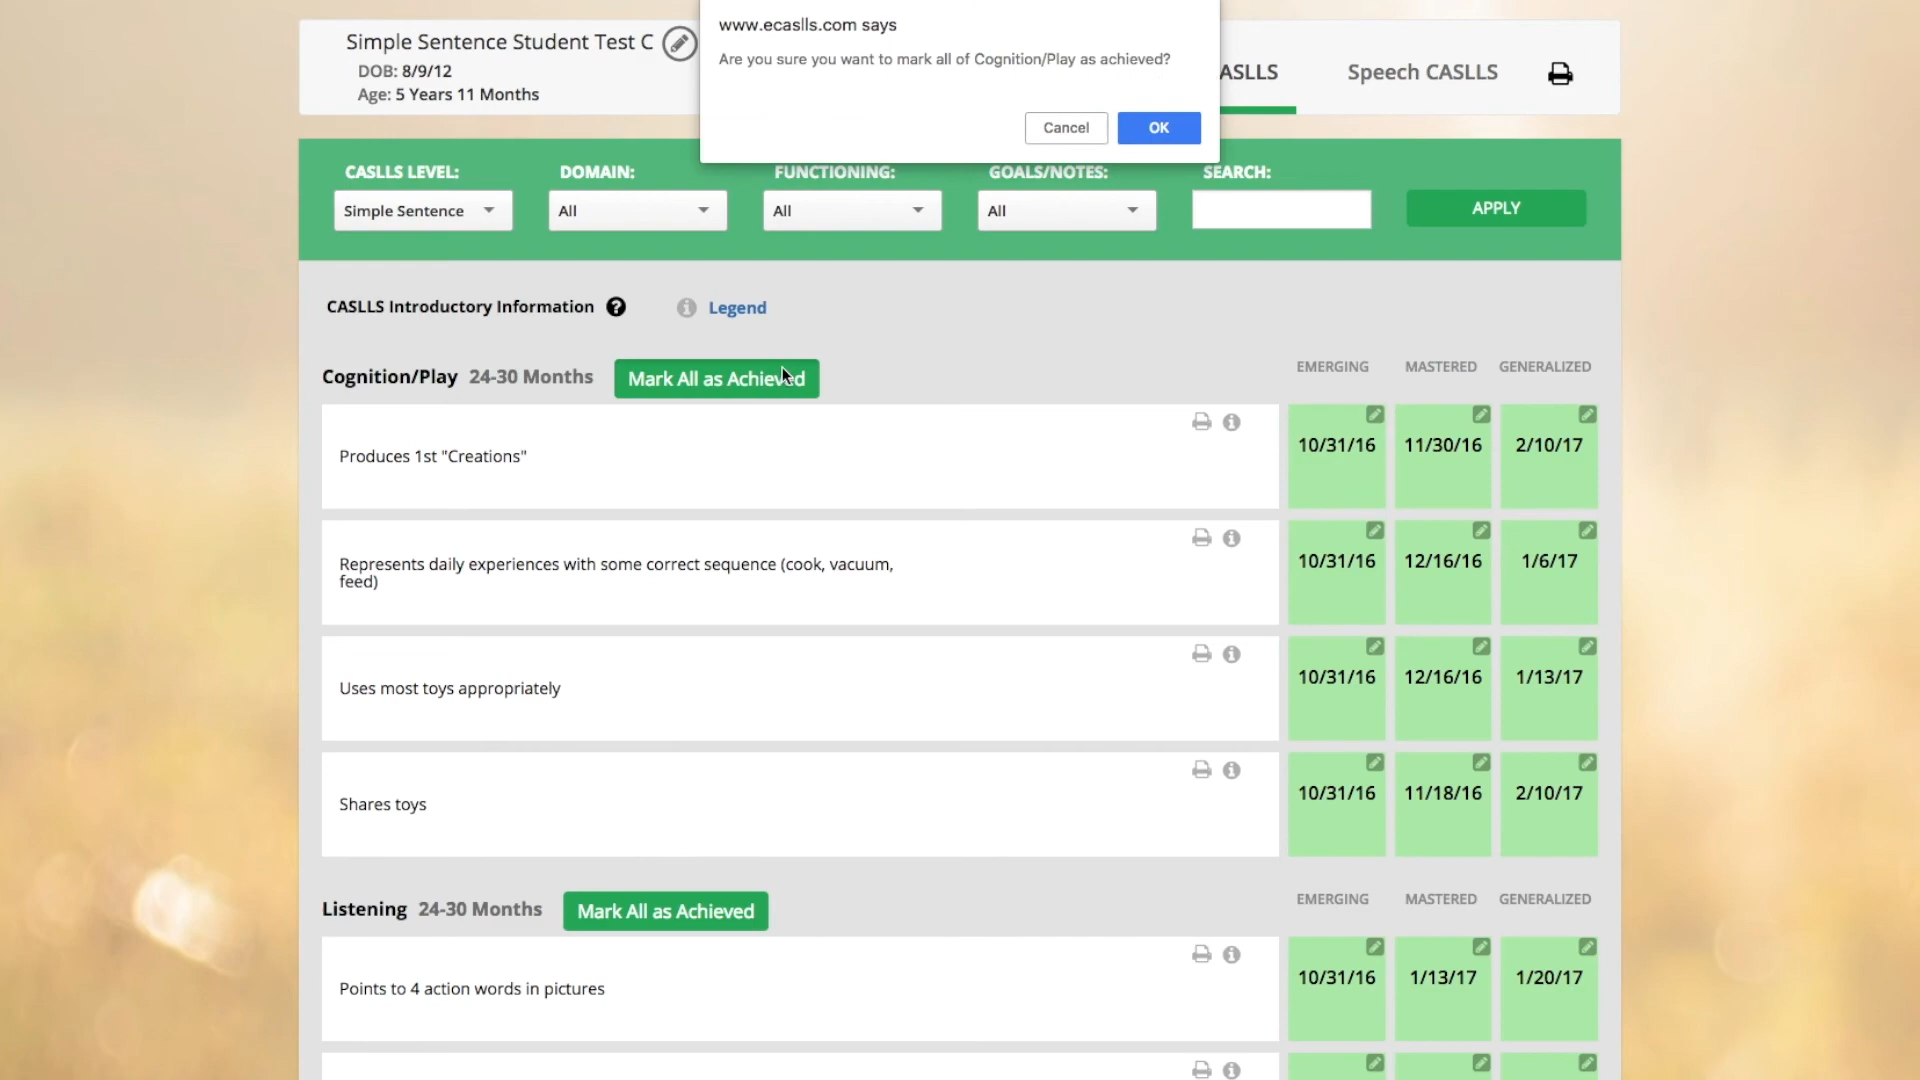 www.ecaslls.com says
Are you sure you want to mark all of Cognition/Play as achieved?
Cancel OK
Simple Sentence Student Test C
DOB: 8/9/12
Age: 5 Years 11 Months
ASLLS Speech CASLLS
CASLLS LEVEL: DOMAIN: FUNCTIONING: GOALS/NOTES: SEARCH:
Simple Sentence All All All APPLY
CASLLS Introductory Information ? i Legend
Cognition/Play 24-30 Months Mark All as Achieved EMERGING MASTERED GENERALIZED
Produces 1st "Creations" 10/31/16 11/30/16 2/10/17
Represents daily experiences with some correct sequence (cook, vacuum,
feed) 10/31/16 12/16/16 1/6/17
Uses most toys appropriately 10/31/16 12/16/16 1/13/17
Shares toys 10/31/16 11/18/16 2/10/17
Listening 24-30 Months Mark All as Achieved EMERGING MASTERED GENERALIZED
Points to 4 action words in pictures 10/31/16 1/13/17 1/20/17